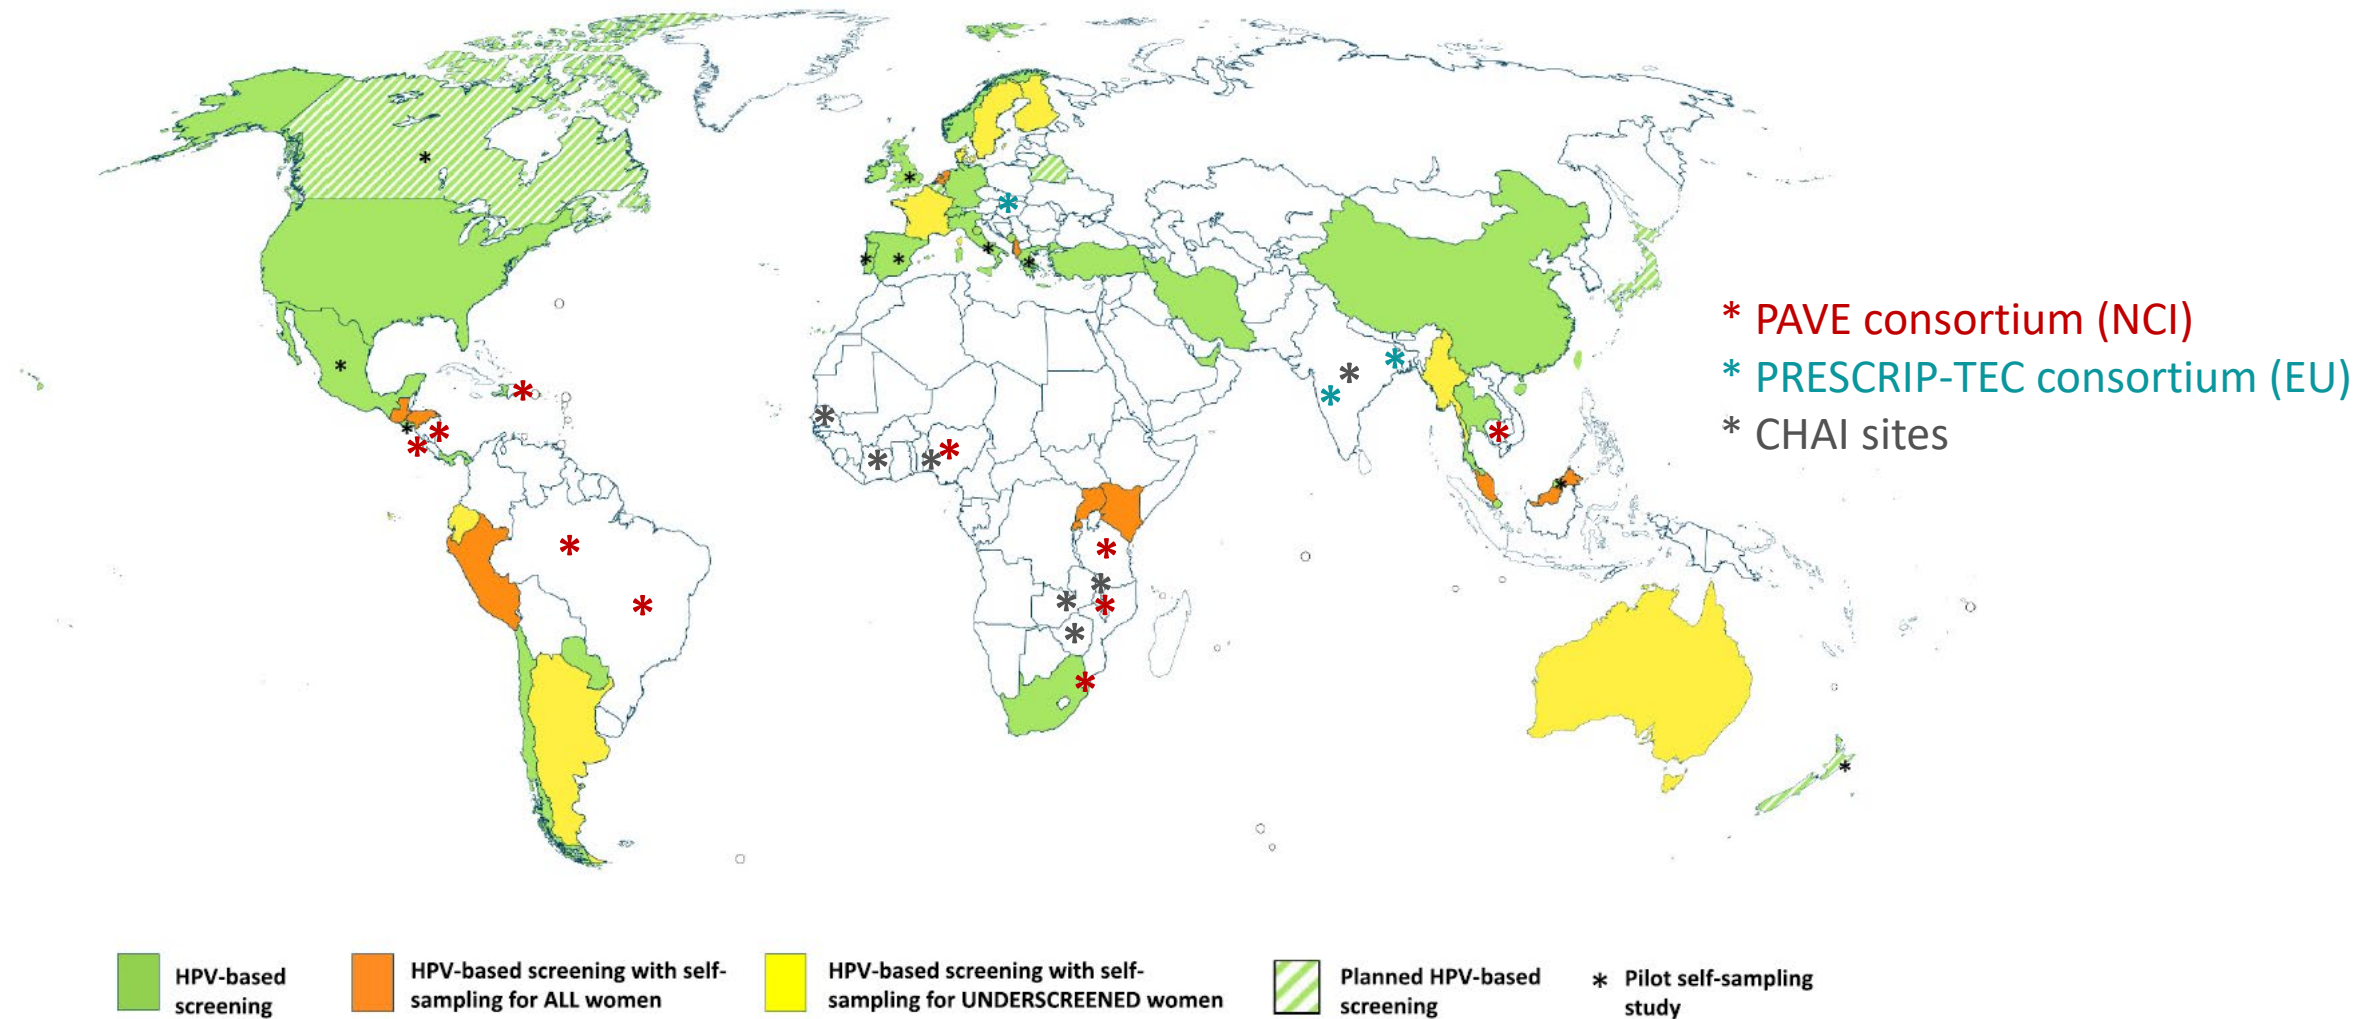 * PAVE consortium (NCI)
* PRESCRIP-TEC consortium (EU)
* CHAI sites
HPV-based
screening
HPV-based screening with self-
sampling for ALL women
HPV-based screening with self-
sampling for UNDERSCREENED women
Planned HPV-based
screening
* Pilot self-sampling
study